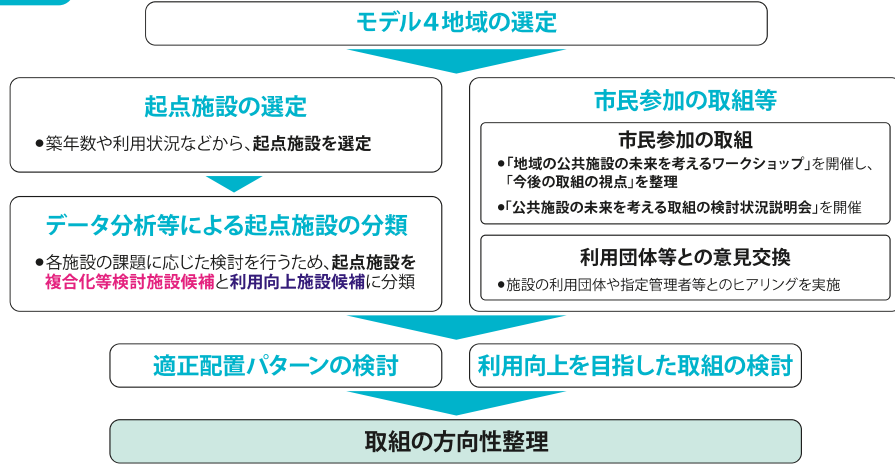 モデル4地域の選定
起点施設の選定
●築年数や利用状況などから、起点施設を選定
データ分析等による起点施設の分類
●各施設の課題に応じた検討を行うため、起点施設を
複合化等検討施設候補と利用向上施設候補に分類
市民参加の取組等
市民参加の取組
●「地域の公共施設の未来を考えるワークショップ」を開催し、
「今後の取組の視点」を整理
●「公共施設の未来を考える取組の検討状況説明会」を開催
利用団体等との意見交換
●施設の利用団体や指定管理者等とのヒアリングを実施
適正配置パターンの検討
利用向上を目指した取組の検討
取組の方向性整理